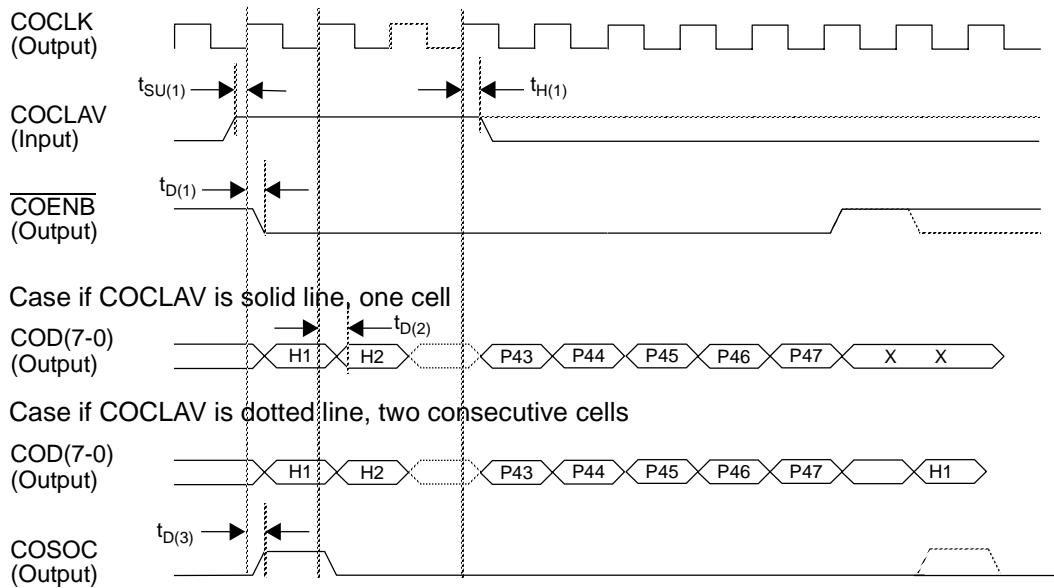 COCLK
(Output)
tSU(1)
tH(1)
COCLAV
(Input)
tD(1)
COENB
(Output)
Case if COCLAV is solid line, one cell
tD(2)
COD(7-0)
(Output)
H1 H2 P43 P44 P45 P46 P47 X X
Case if COCLAV is dotted line, two consecutive cells
COD(7-0)
(Output)
H1 H2 P43 P44 P45 P46 P47 H1
tD(3)
COSOC
(Output)